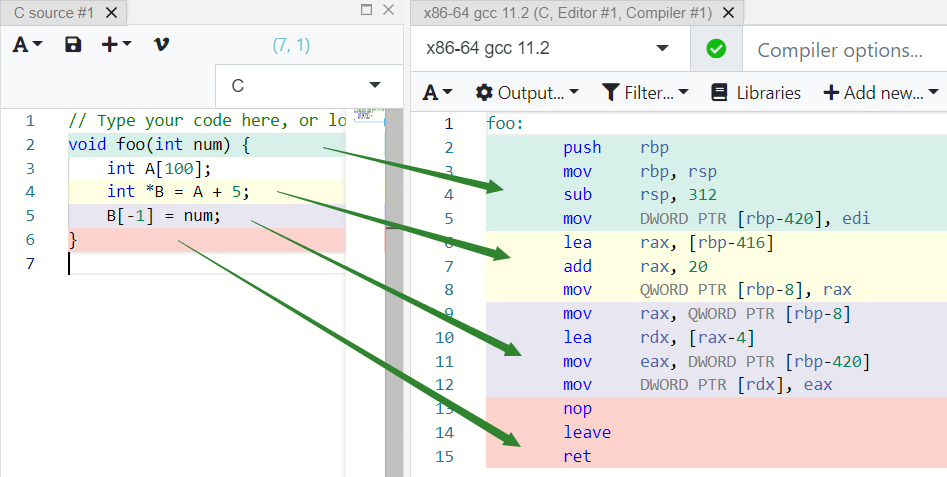 C source #1
x86-64 gcc 11.2 (C, Editor #1, Compiler #1)
A
(7, 1)
x86-64 gcc 11.2
Compiler options...
C
A Output... Filter... Libraries Add new...
1 // Type your code here, or lo
2 void foo(int num) {
3 int A[100];
4 int *B = A + 5;
5 B[-1] = num;
6 }
7
1 foo:
2 push rbp
3 mov rbp, rsp
4 sub rsp, 312
5 mov DWORD PTR [rbp-420], edi
6 lea rax, [rbp-416]
7 add rax, 20
8 mov QWORD PTR [rbp-8], rax
9 mov rax, QWORD PTR [rbp-8]
10 lea rdx, [rax-4]
11 mov eax, DWORD PTR [rbp-420]
12 mov DWORD PTR [rdx], eax
13 nop
14 leave
15 ret